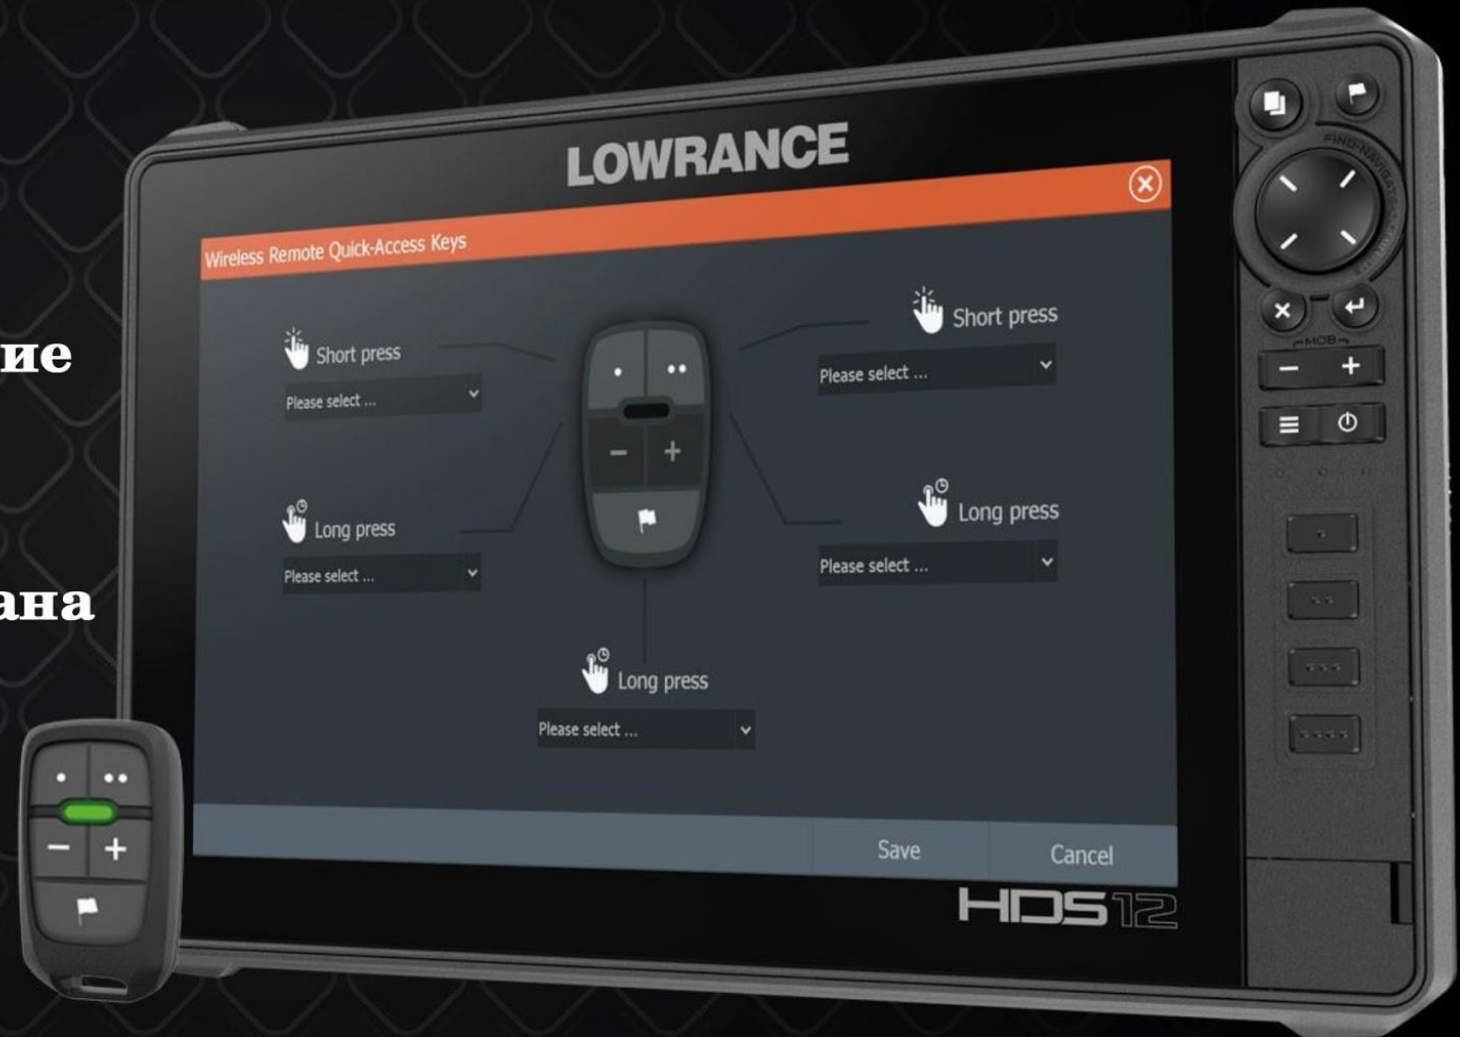 LOWRANCE
Wireless Remote Quick-Access Keys
Short press
Please select ...
Short press
Please select ...
Long press
Please select ...
Long press
Please select ...
Long press
Please select ...
Save
Cancel
HDS12
MOB
ие
ана